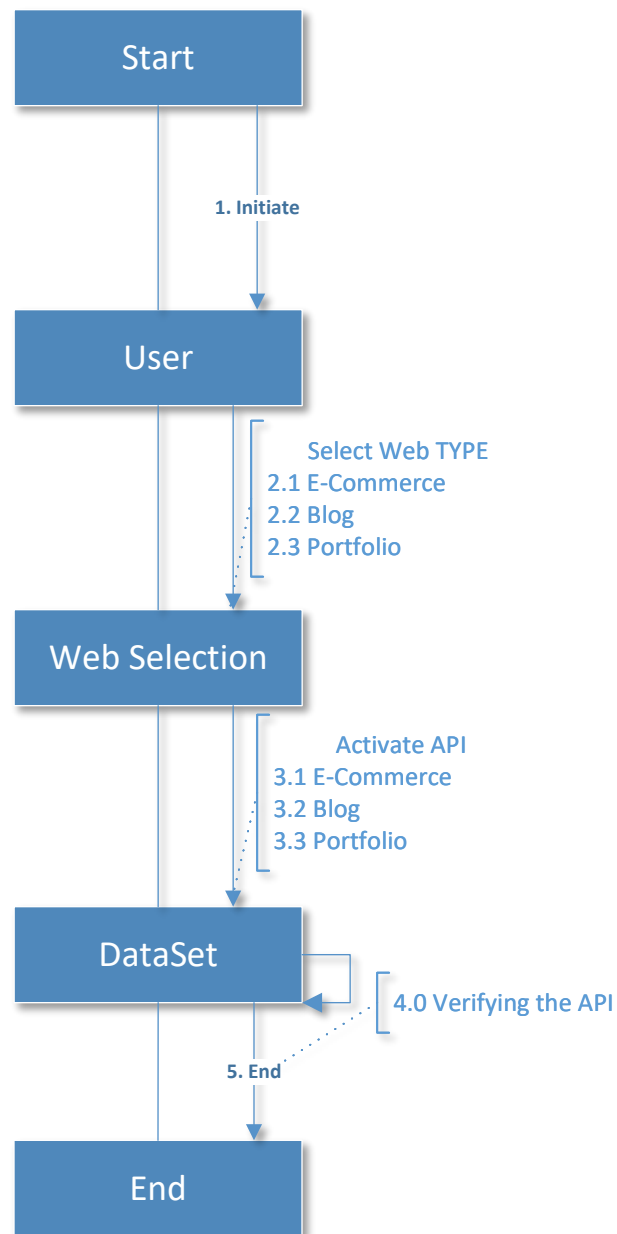 Start
1. Initiate
User
Select Web TYPE
2.1 E-Commerce
2.2 Blog
2.3 Portfolio
Web Selection
Activate API
3.1 E-Commerce
3.2 Blog
3.3 Portfolio
DataSet
4.0 Verifying the API
5. End
End